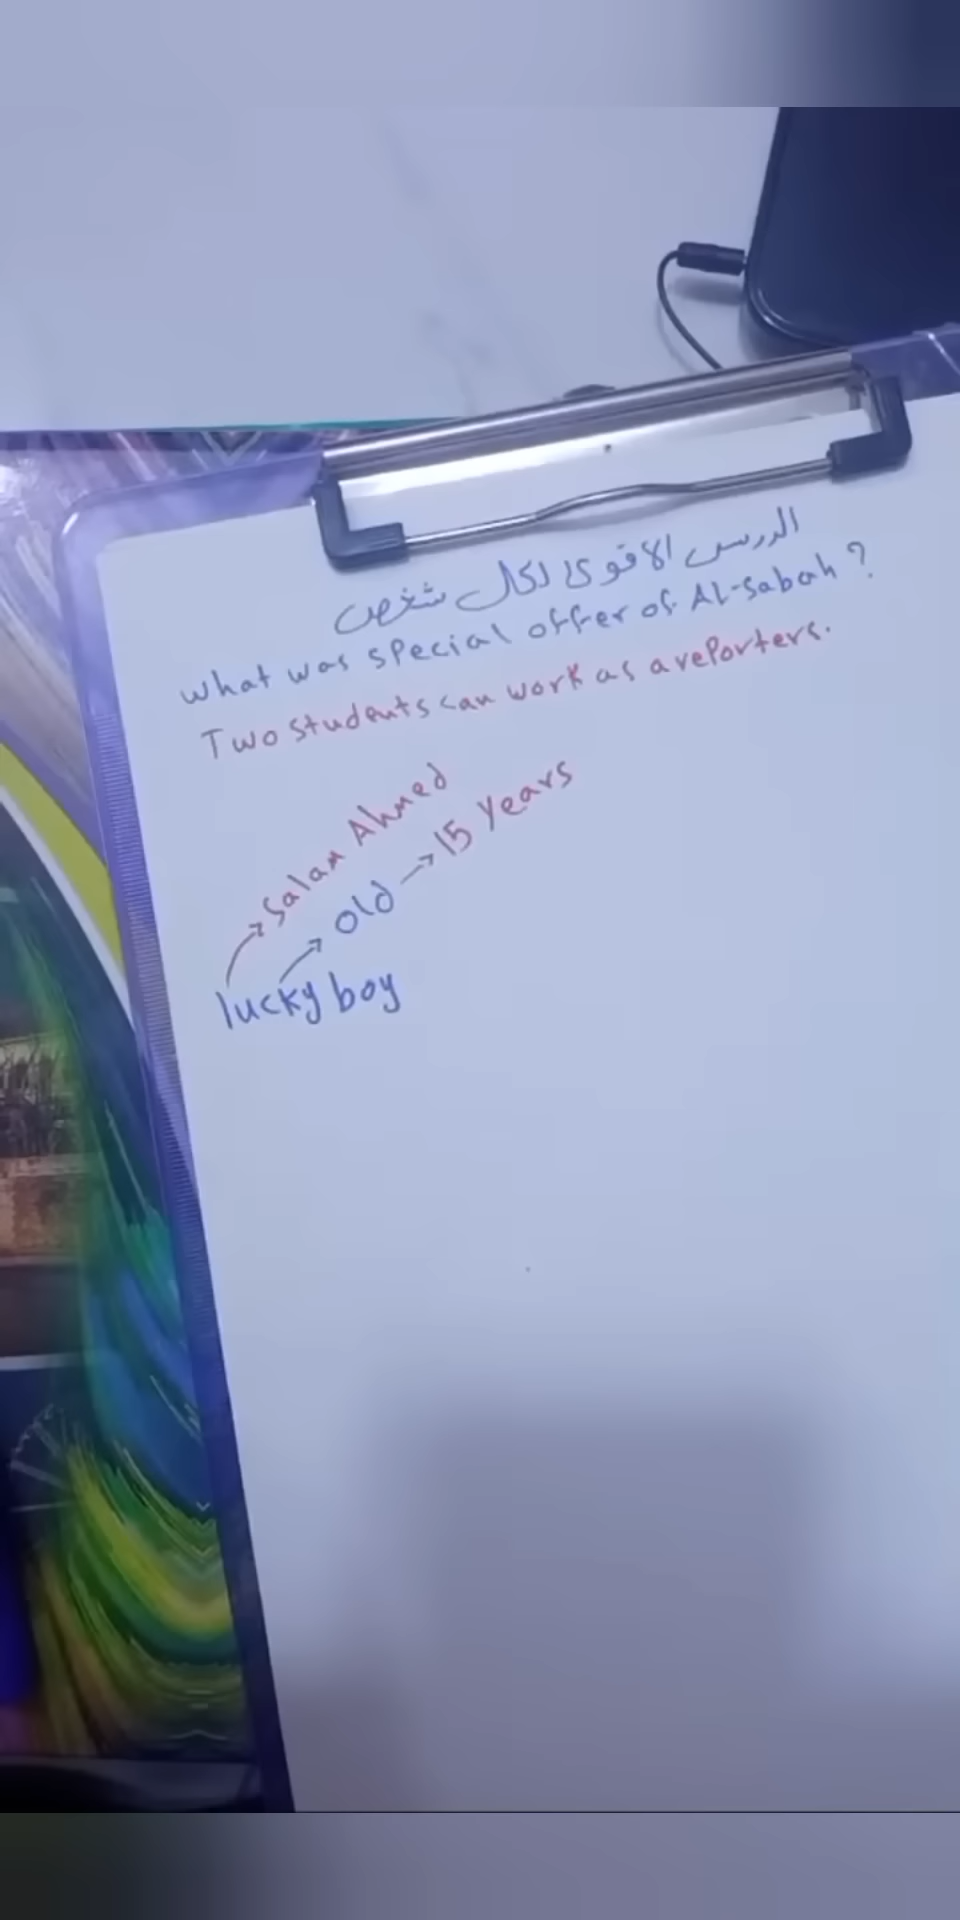 الدرس الاقوى لكل شخص
what was special offer of Al-sabah ?
Two students can work as a reporters.
Salam Ahmed
old → 15 years
lucky boy